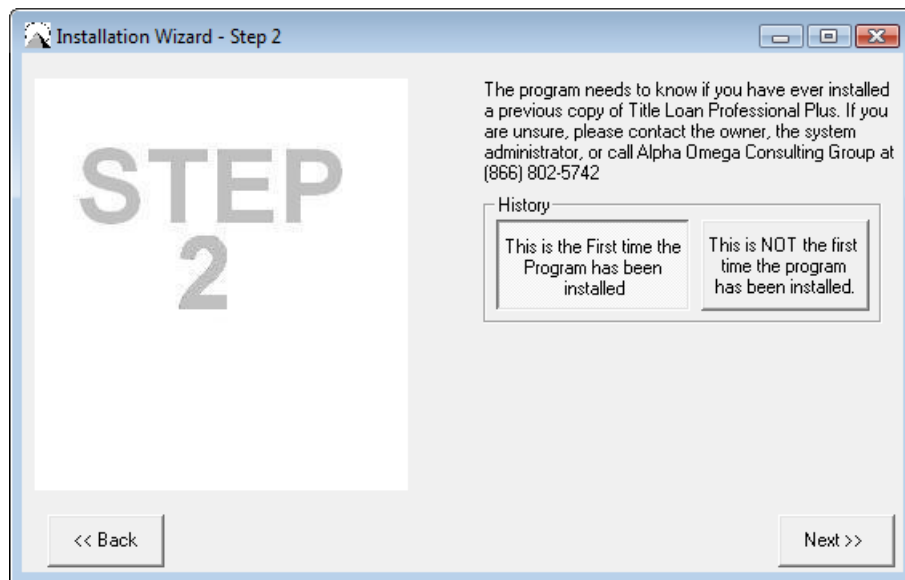 Installation Wizard - Step 2
STEP
2
The program needs to know if you have ever installed
a previous copy of Title Loan Professional Plus. If you
are unsure, please contact the owner, the system
administrator, or call Alpha Omega Consulting Group at
(866) 802-5742
History
This is the First time the
Program has been
installed
This is NOT the first
time the program
has been installed.
<< Back
Next >>